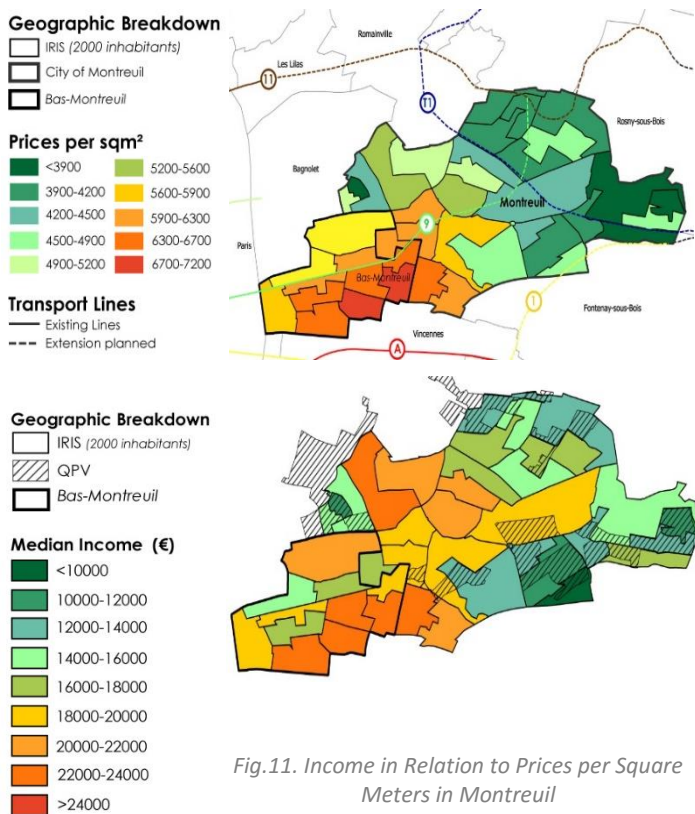 Geographic Breakdown
IRIS (2000 inhabitants)
City of Montreuil
Bas-Montreuil
Prices per sqm²
<3900
3900-4200
4200-4500
4500-4900
4900-5200
5200-5600
5600-5900
5900-6300
6300-6700
6700-7200
Transport Lines
Existing Lines
Extension planned
Romainville
Les Lilas
11
T1
Rosny-sous-Bois
Bagnolet
Montreuil
9
Paris
Bas-Montreuil
1
Fontenay-sous-Bois
Vincennes
A
Geographic Breakdown
IRIS (2000 inhabitants)
QPV
Bas-Montreuil
Median Income (€)
<10000
10000-12000
12000-14000
14000-16000
16000-18000
18000-20000
20000-22000
22000-24000
>24000
Fig.11. Income in Relation to Prices per Square
Meters in Montreuil